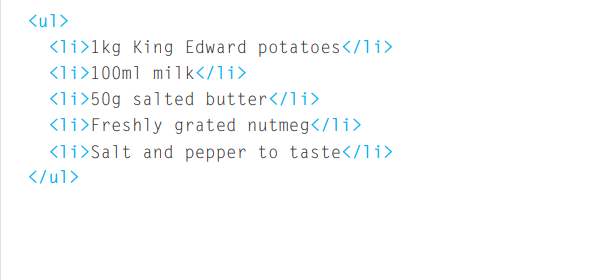 <ul>
<li>1kg King Edward potatoes</li>
<li>100ml milk</li>
<li>50g salted butter</li>
<li>Freshly grated nutmeg</li>
<li>Salt and pepper to taste</li>
</ul>